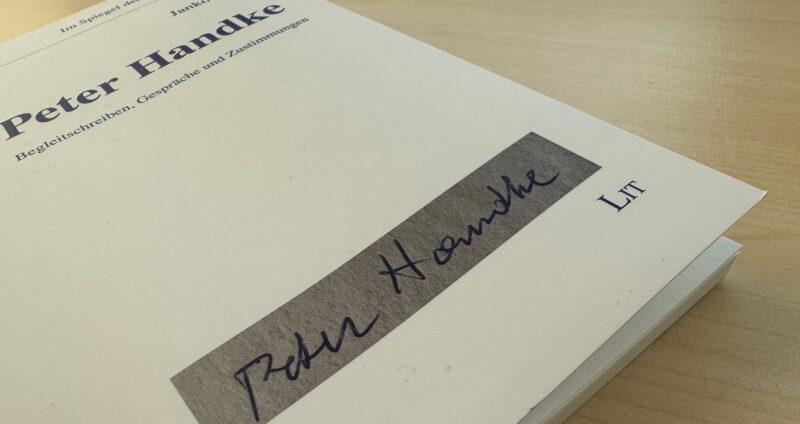 Im Spiegel der
Janko
Peter Handke
Begleitschreiben, Gespräche und Zustimmungen
Peter Handke
LIT